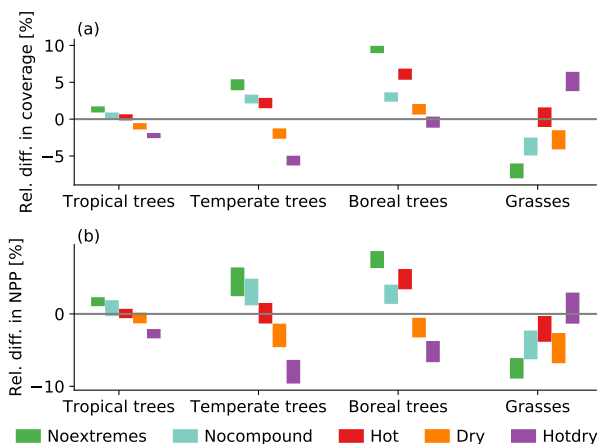 (a)
Rel. diff. in coverage [%]
10
5
0
−5
Tropical trees Temperate trees Boreal trees Grasses
(b)
Rel. diff. in NPP [%]
0
−10
Tropical trees Temperate trees Boreal trees Grasses
Noextremes Nocompound Hot Dry Hotdry